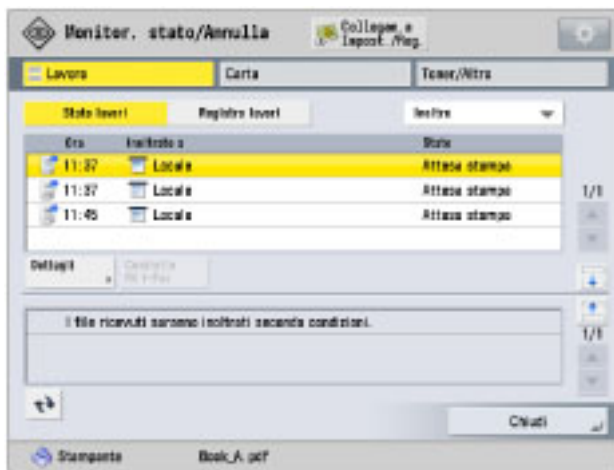 Monitor. stato/Annulla
Collegam. a
Impost./Reg.
Lavoro
Carta
Toner/Altro
Stato lavori
Registro lavori
Inoltro
Ora
Inoltrato a
Stato
11:37
Locale
Attesa stampa
11:37
Locale
Attesa stampa
11:45
Locale
Attesa stampa
1/1
Dettagli
I file ricevuti saranno inoltrati secondo condizioni.
1/1
Chiudi
Stampante
Book_A.pdf